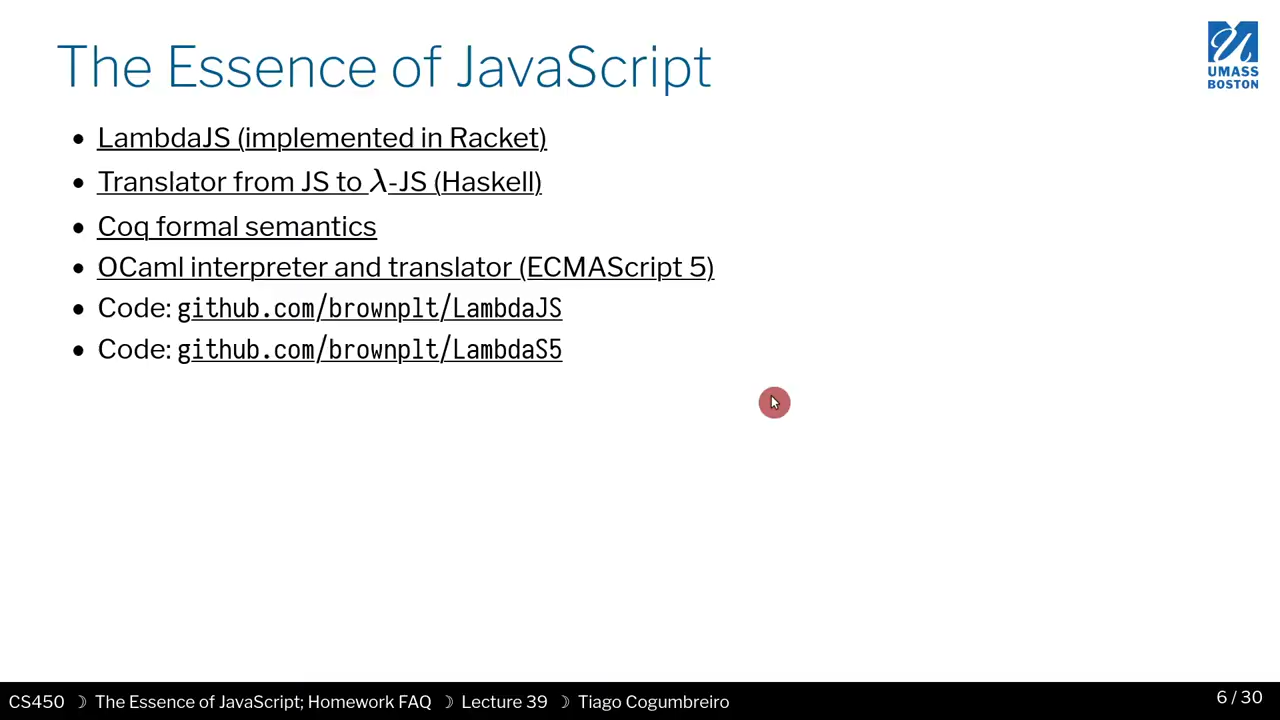 The Essence of JavaScript
UMASS
BOSTON
• LambdaJS (implemented in Racket)
• Translator from JS to λ-JS (Haskell)
• Coq formal semantics
• OCaml interpreter and translator (ECMAScript 5)
• Code: github.com/brownplt/LambdaJS
• Code: github.com/brownplt/LambdaS5
CS450 ☽ The Essence of JavaScript; Homework FAQ ☽ Lecture 39 ☽ Tiago Cogumbreiro
6 / 30